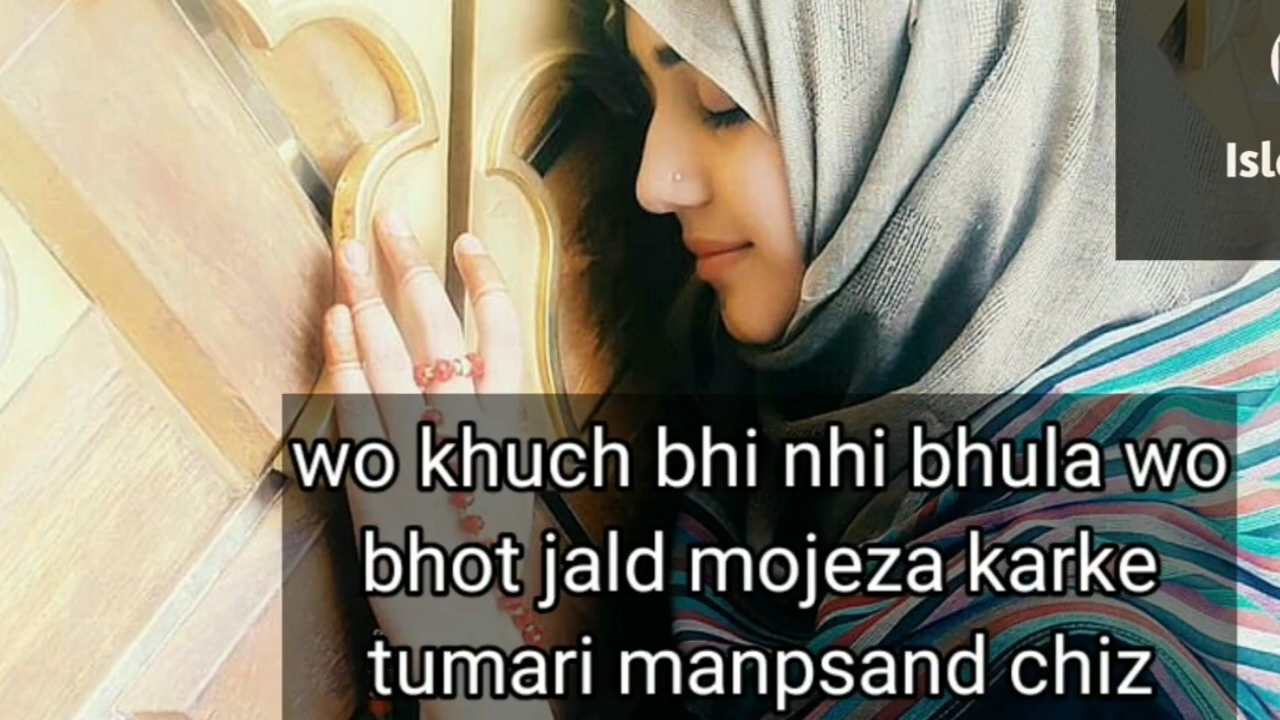 wo khuch bhi nhi bhula wo
bhot jald mojeza karke
tumari manpsand chiz